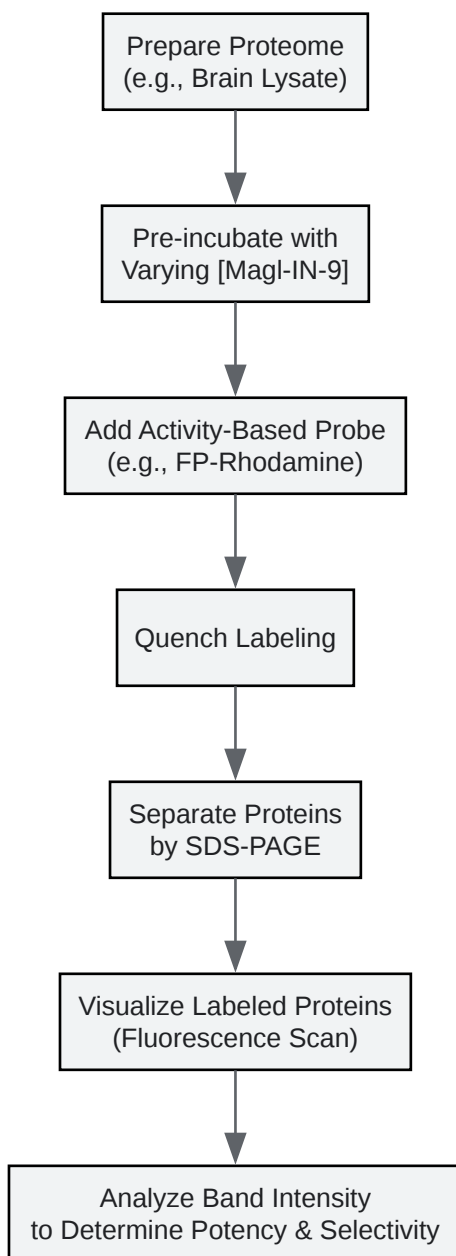 Prepare Proteome
(e.g., Brain Lysate)
Pre-incubate with
Varying [Magl-IN-9]
Add Activity-Based Probe
(e.g., FP-Rhodamine)
Quench Labeling
Separate Proteins
by SDS-PAGE
Visualize Labeled Proteins
(Fluorescence Scan)
Analyze Band Intensity
to Determine Potency & Selectivity